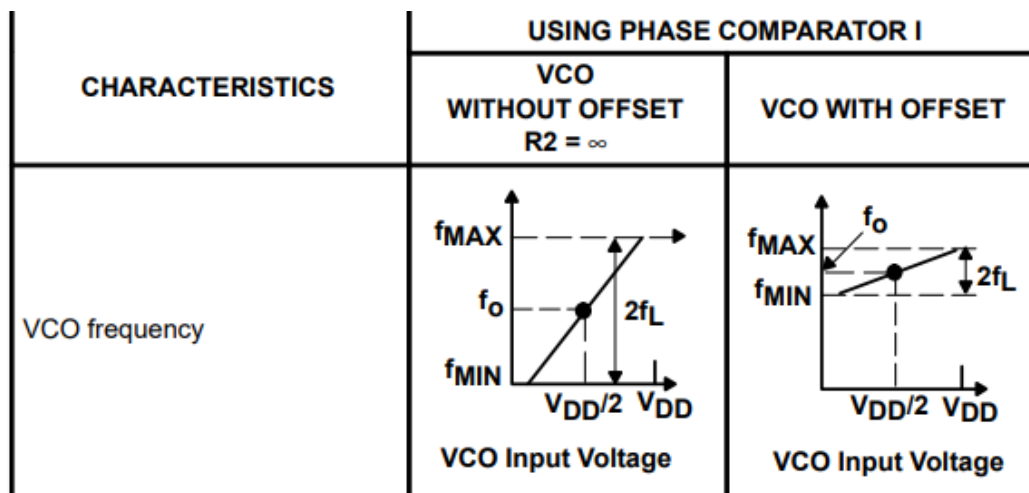 USING PHASE COMPARATOR I
CHARACTERISTICS
VCO
WITHOUT OFFSET
R2 = ∞
VCO WITH OFFSET
VCO frequency
fMAX
fo
2fL
fMIN
VDD/2 VDD
VCO Input Voltage
fo
fMAX
2fL
fMIN
VDD/2 VDD
VCO Input Voltage